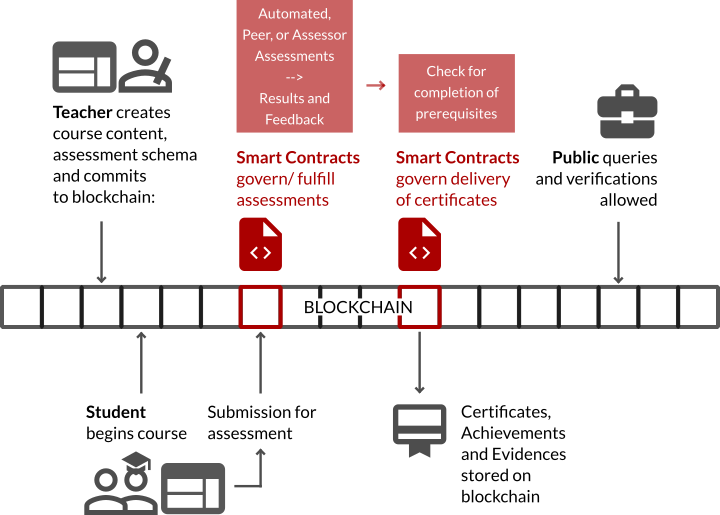 Automated,
Peer, or Assessor
Assessments
-->
Results and
Feedback
Check for
completion of
prerequisites
Teacher creates
course content,
assessment schema
and commits
to blockchain:
Smart Contracts
govern/ fulfill
assessments
Smart Contracts
govern delivery
of certificates
Public queries
and verifications
allowed
BLOCKCHAIN
Student
begins course
Submission for
assessment
Certificates,
Achievements
and Evidences
stored on
blockchain